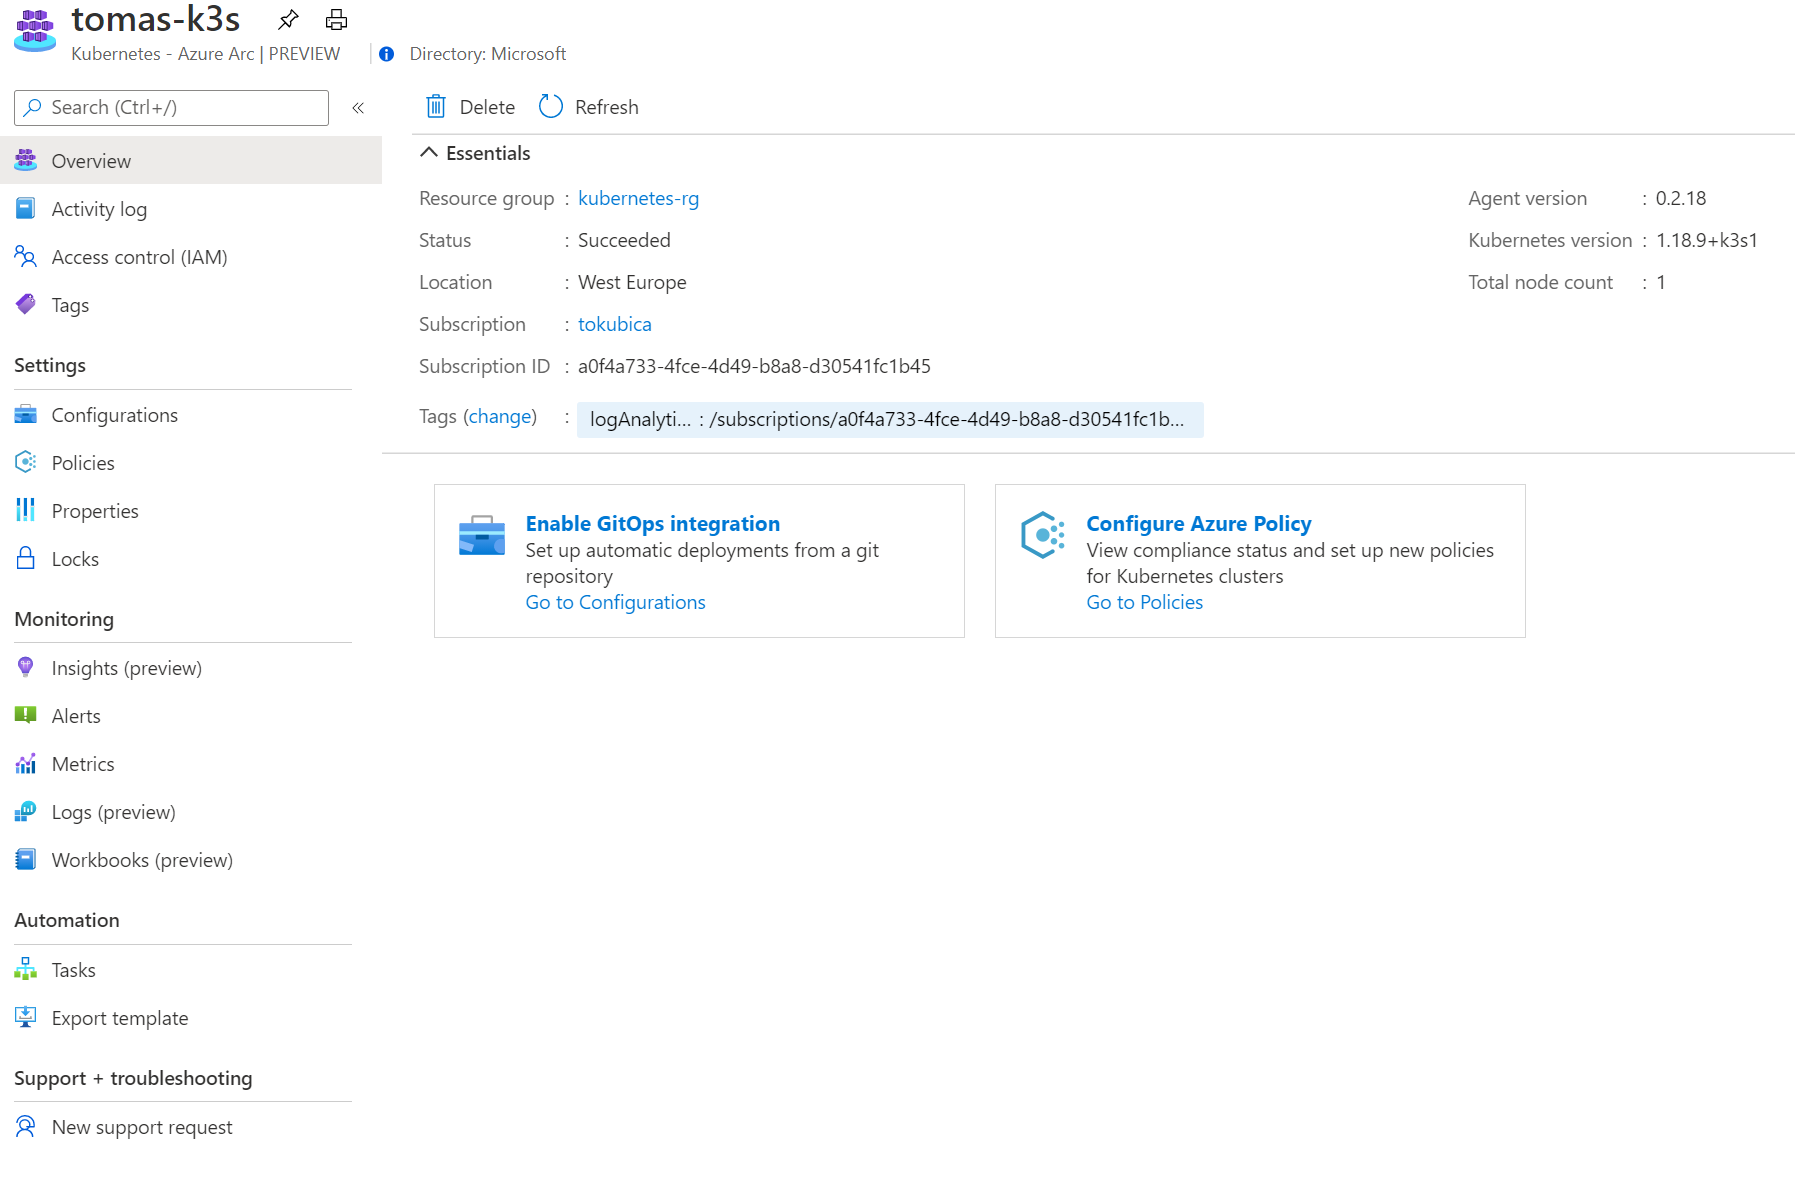 tomas-k3s
Kubernetes - Azure Arc | PREVIEW
Directory: Microsoft
Search (Ctrl+/)
«
Overview
Activity log
Access control (IAM)
Tags
Settings
Configurations
Policies
Properties
Locks
Monitoring
Insights (preview)
Alerts
Metrics
Logs (preview)
Workbooks (preview)
Automation
Tasks
Export template
Support + troubleshooting
New support request
Delete Refresh
Essentials
Resource group : kubernetes-rg
Status : Succeeded
Location : West Europe
Subscription : tokubica
Subscription ID : a0f4a733-4fce-4d49-b8a8-d30541fc1b45
Tags (change) : logAnalyti... : /subscriptions/a0f4a733-4fce-4d49-b8a8-d30541fc1b...
Agent version : 0.2.18
Kubernetes version : 1.18.9+k3s1
Total node count : 1
Enable GitOps integration
Set up automatic deployments from a git
repository
Go to Configurations
Configure Azure Policy
View compliance status and set up new policies
for Kubernetes clusters
Go to Policies